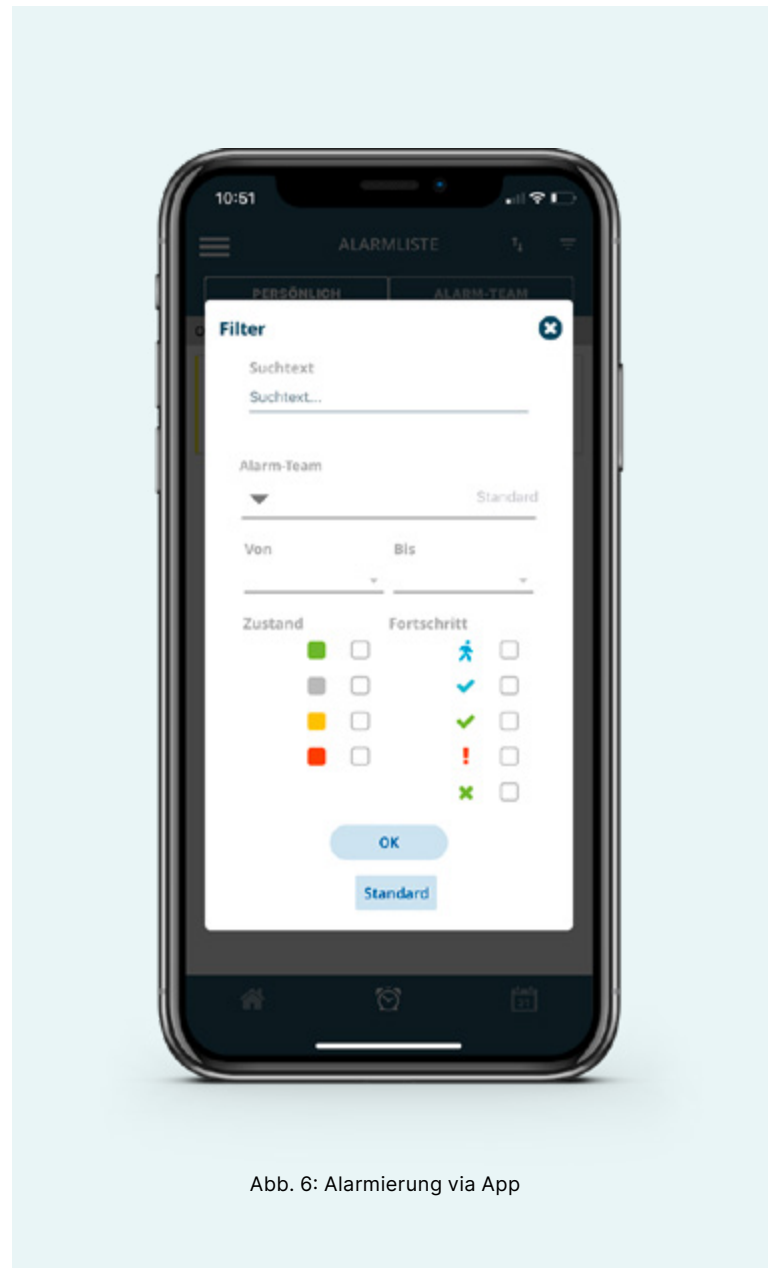 10:51
ALARMLISTE
PERSÖNLICH ALARM-TEAM
Filter
Suchtext
Suchtext...
Alarm-Team
Standard
Von Bis
Zustand Fortschritt
OK
Standard
31
Abb. 6: Alarmierung via App